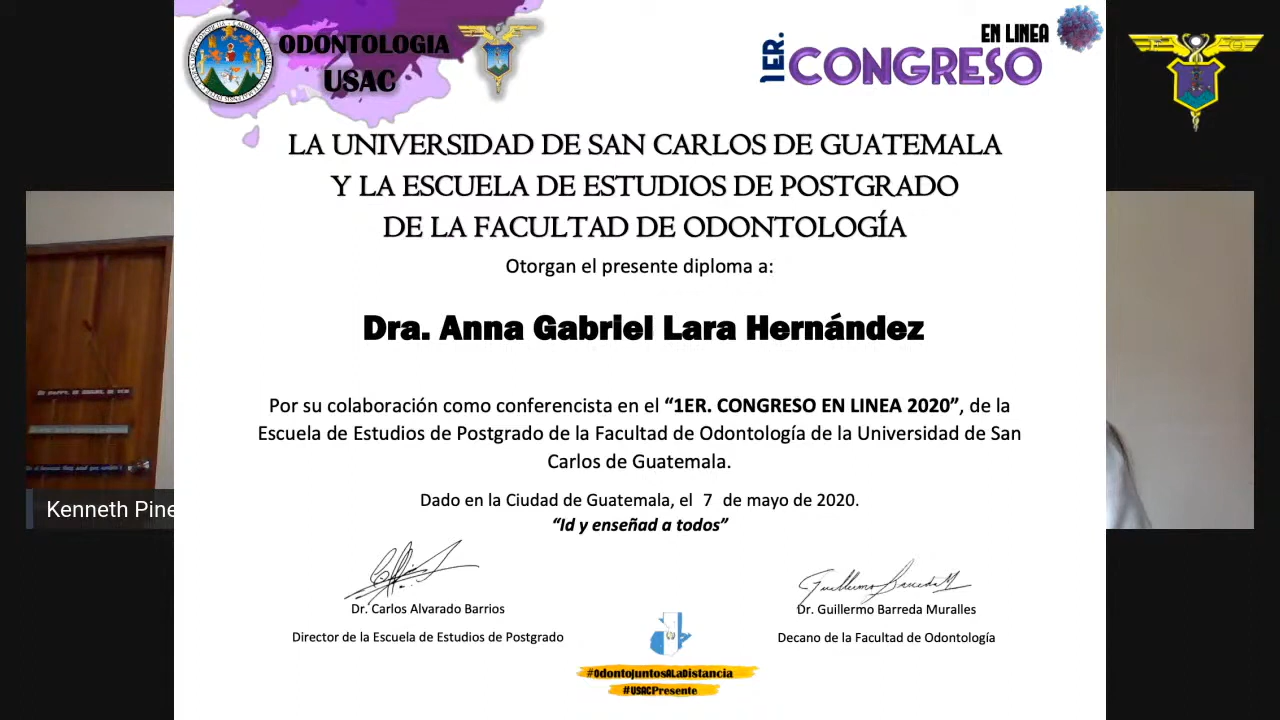 ODONTOLOGIA
USAC
1ER.
EN LINEA
CONGRESO
LA UNIVERSIDAD DE SAN CARLOS DE GUATEMALA
Y LA ESCUELA DE ESTUDIOS DE POSTGRADO
DE LA FACULTAD DE ODONTOLOGÍA
Otorgan el presente diploma a:
Dra. Anna Gabriel Lara Hernández
Por su colaboración como conferencista en el “1ER. CONGRESO EN LINEA 2020”, de la
Escuela de Estudios de Postgrado de la Facultad de Odontología de la Universidad de San
Carlos de Guatemala.
Kenneth Pine
Dado en la Ciudad de Guatemala, el 7 de mayo de 2020.
“Id y enseñad a todos”
Guillermo Barreda M
Dr. Carlos Alvarado Barrios
Dr. Guillermo Barreda Muralles
Director de la Escuela de Estudios de Postgrado
Decano de la Facultad de Odontología
#OdontoJuntosALaDistancia
#USACPresente